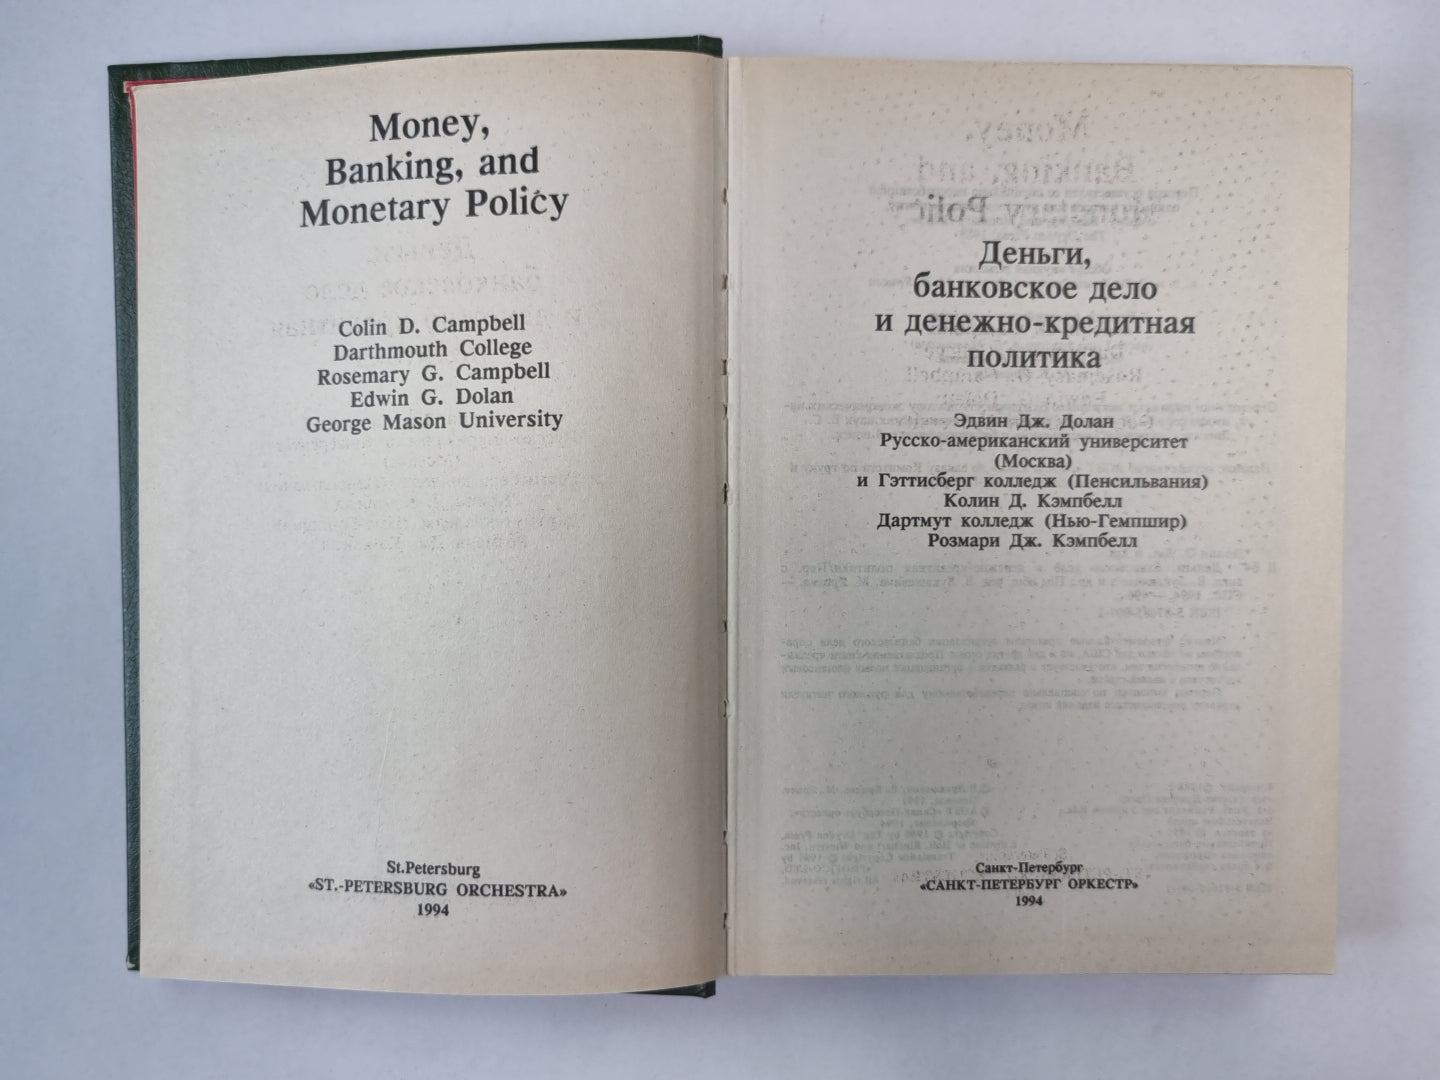 Money,
Banking, and
Monetary Policy
Colin D. Campbell
Darthmouth College
Rosemary G. Campbell
Edwin G. Dolan
George Mason University
St.Petersburg
«ST.-PETERSBURG ORCHESTRA»
1994
Деньги,
банковское дело
и денежно-кредитная
политика
Эдвин Дж. Долан
Русско-американский университет
(Москва)
и Гэттисберг колледж (Пенсильвания)
Колин Д. Кэмпбелл
Дартмут колледж (Нью-Гемпшир)
Розмари Дж. Кэмпбелл
Санкт-Петербург
«САНКТ-ПЕТЕРБУРГ ОРКЕСТР»
1994